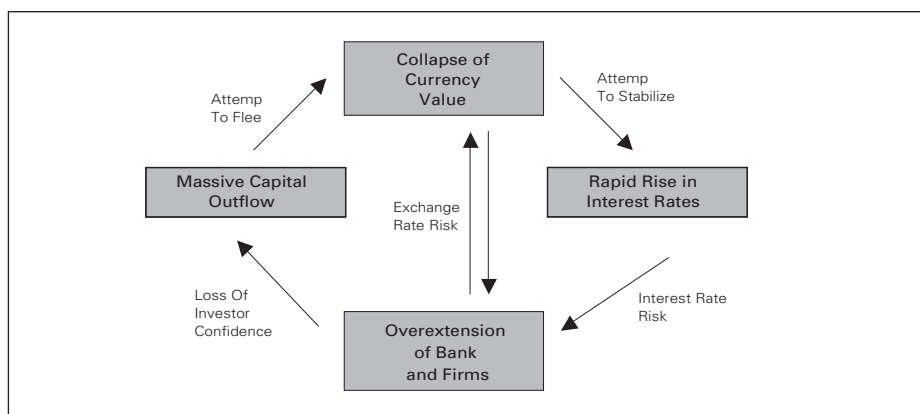 Collapse of
Currency
Value
Attemp
To Flee
Attempt
To Stabilize
Massive Capital
Outflow
Rapid Rise in
Interest Rates
Exchange
Rate Risk
Loss Of
Investor
Confidence
Interest Rate
Risk
Overextension
of Bank
and Firms